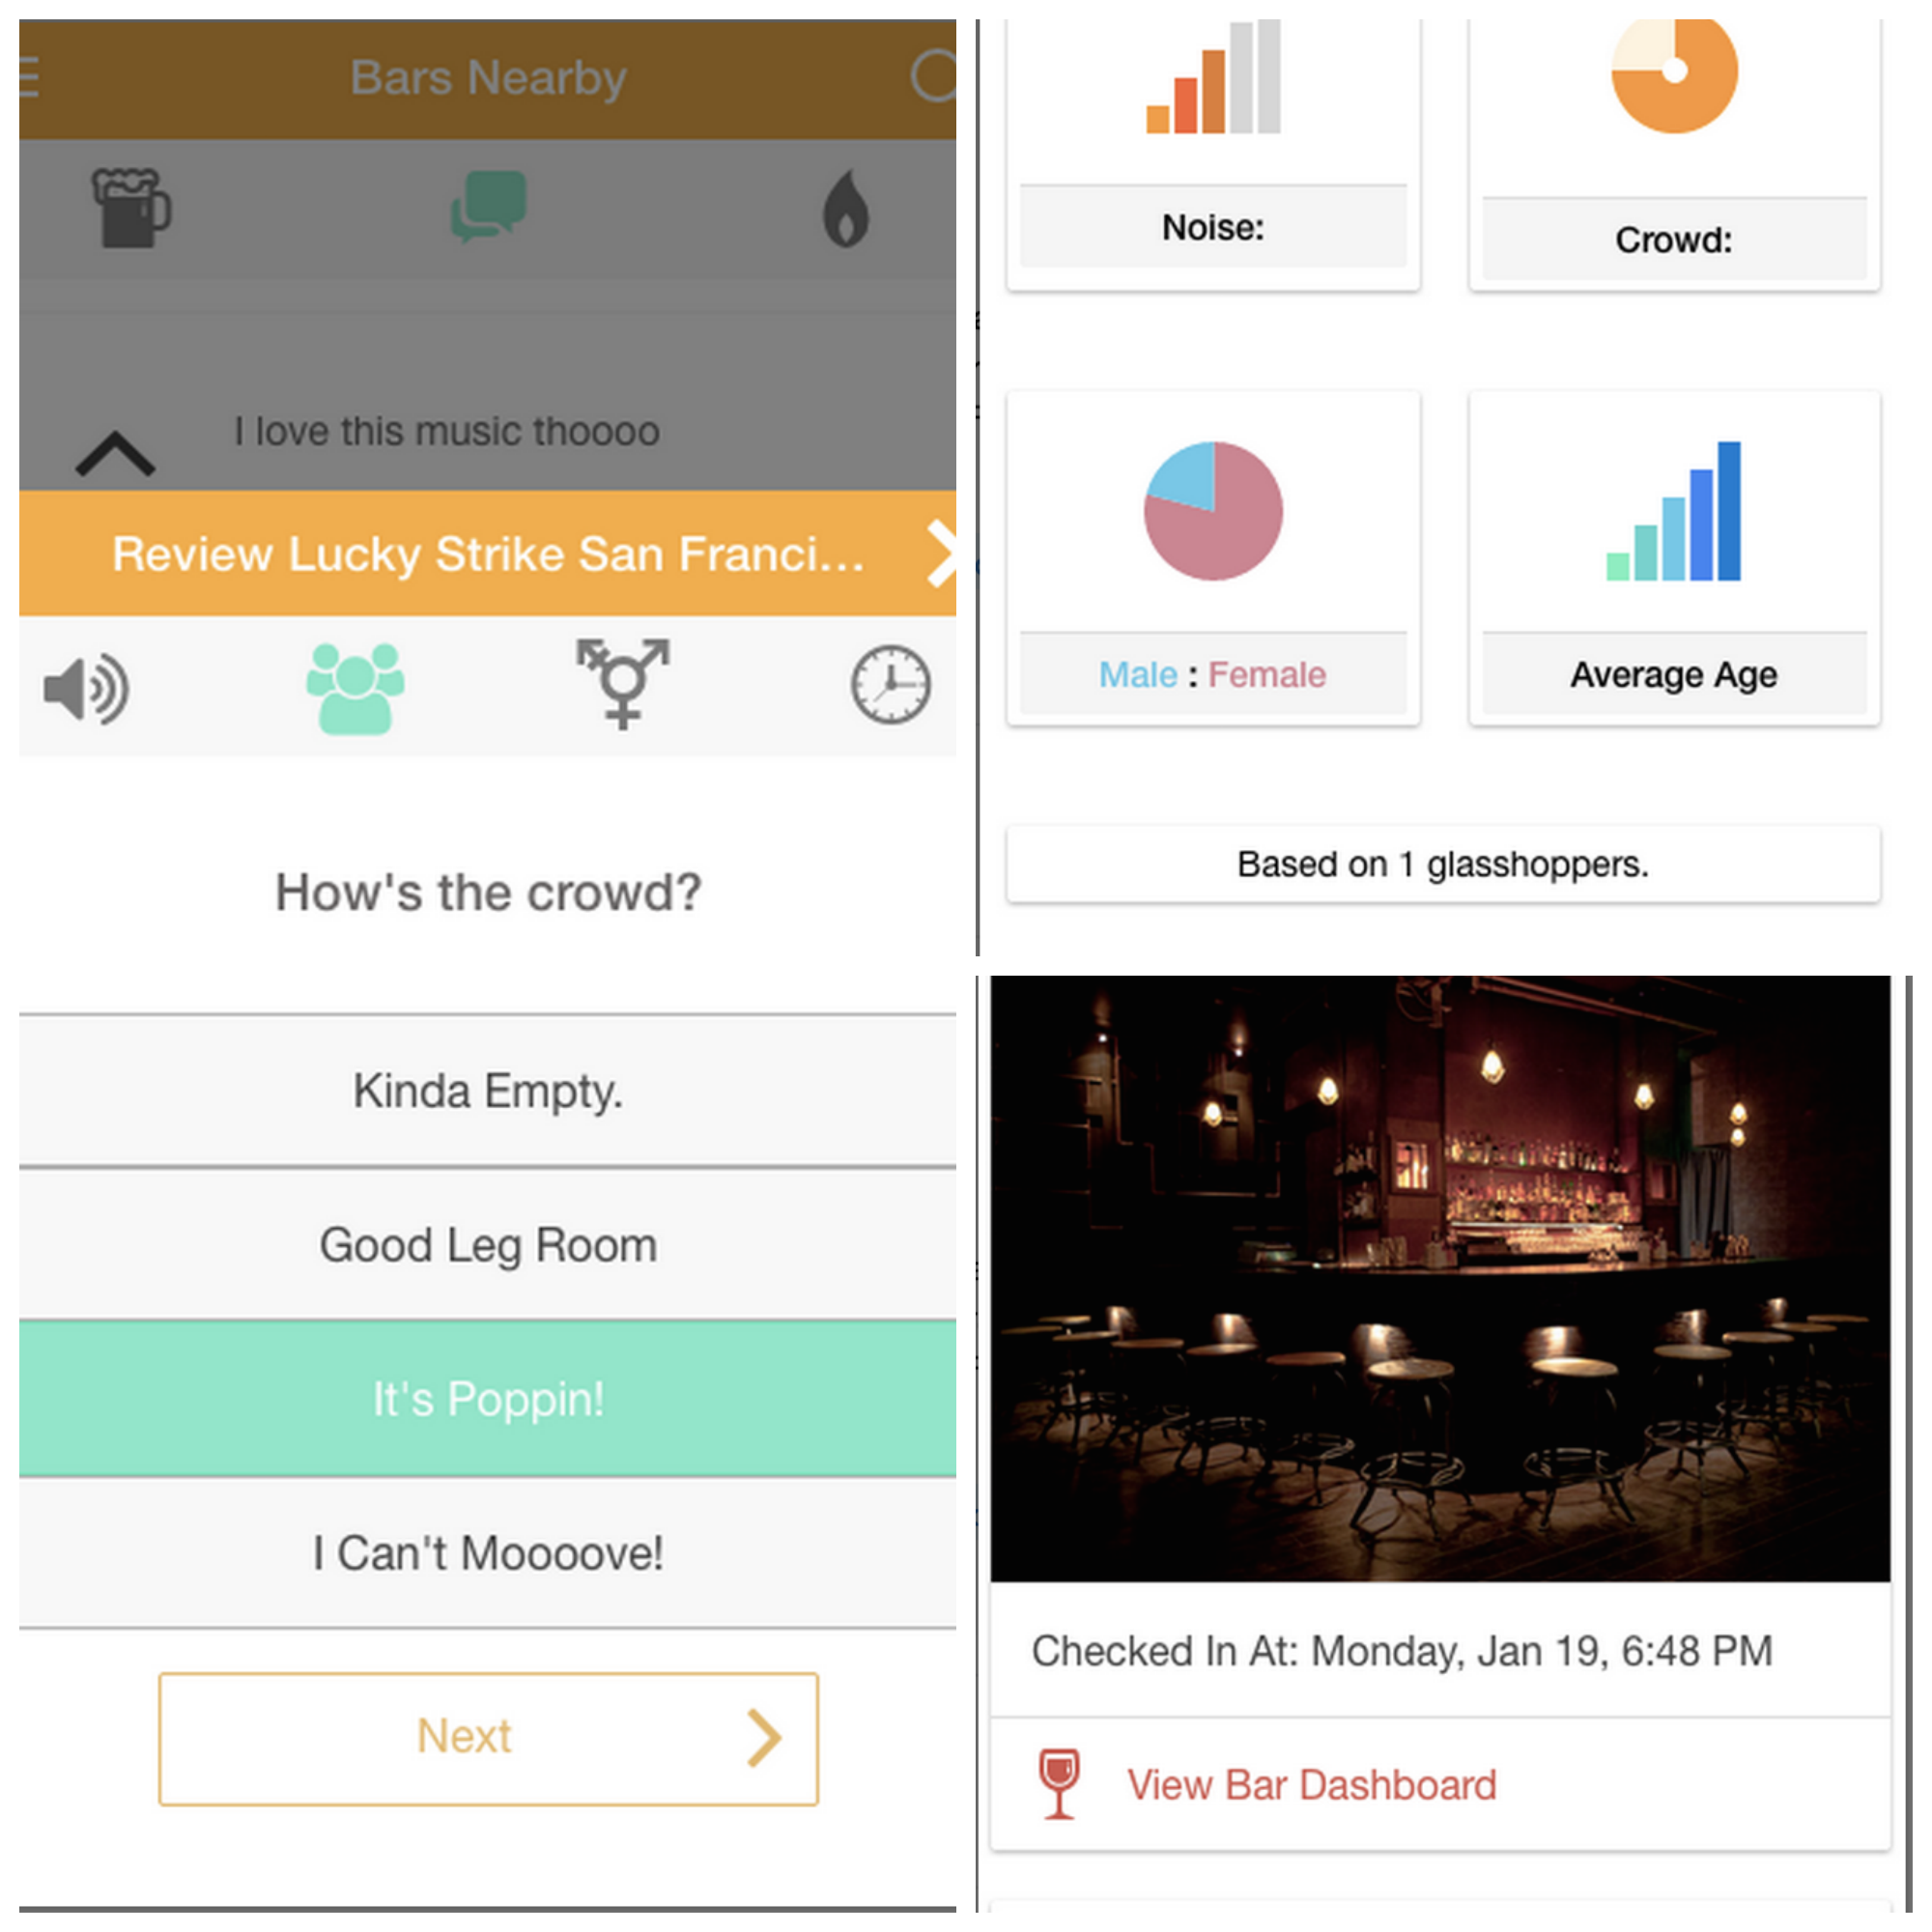 Bars Nearby
I love this music thoooo
Review Lucky Strike San Franci...
How's the crowd?
Kinda Empty.
Good Leg Room
It's Poppin!
I Can't Moooove!
Next
Noise:
Crowd:
Male : Female
Average Age
Based on 1 glasshoppers.
Checked In At: Monday, Jan 19, 6:48 PM
View Bar Dashboard